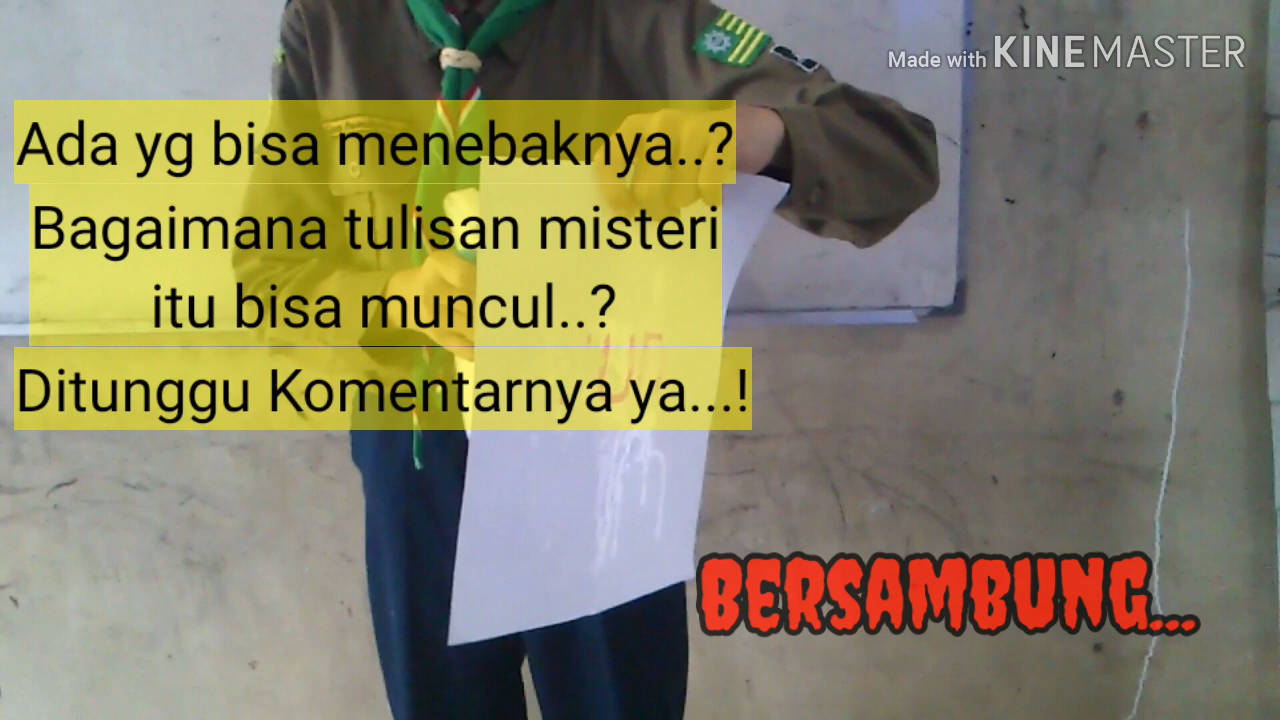 Made with KINEMASTER
Ada yg bisa menebaknya..?
Bagaimana tulisan misteri
itu bisa muncul..?
Ditunggu Komentarnya ya...!
BERSAMBUNG...